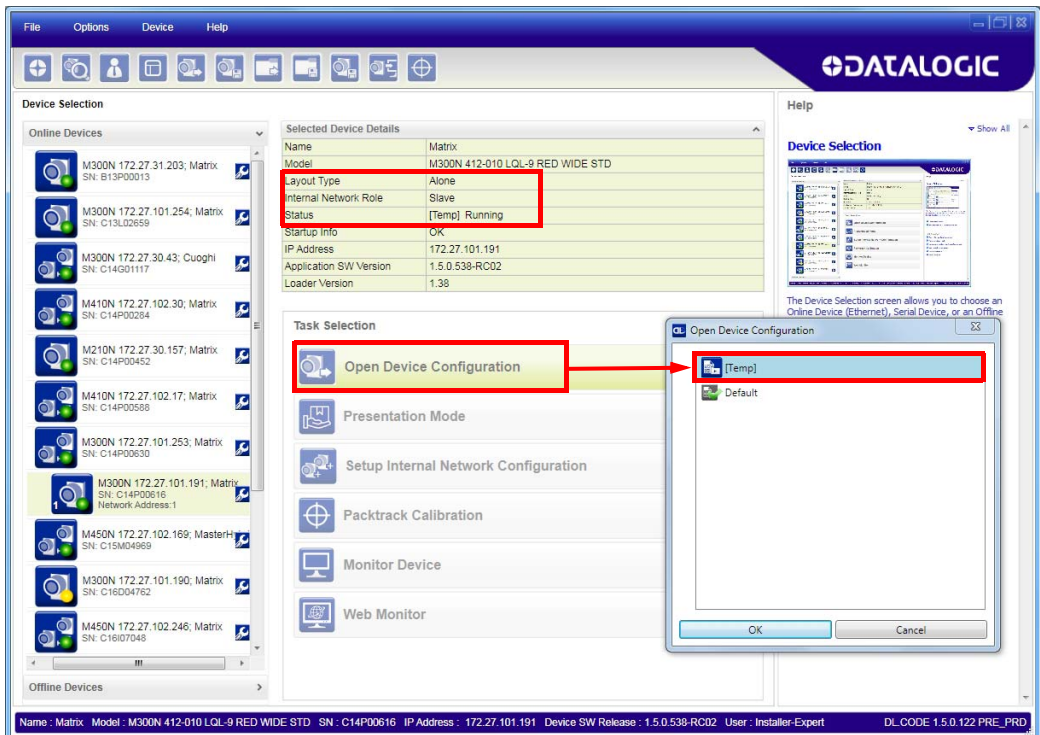 File Options Device Help
DATALOGIC
Device Selection
Online Devices
M300N 172.27.31.203; Matrix
SN: B13P00013
M300N 172.27.101.254; Matrix
SN: C13L02659
M300N 172.27.30.43; Cuoghi
SN: C14G01117
M410N 172.27.102.30; Matrix
SN: C14P00284
M210N 172.27.30.157; Matrix
SN: C14P00452
M410N 172.27.102.17; Matrix
SN: C14P00588
M300N 172.27.101.253; Matrix
SN: C14P00630
M300N 172.27.101.191; Matrix
SN: C14P00616
1 Network Address:1
M450N 172.27.102.169;
SN: C15M04969
M300N 172.27.101.190; Matrix
SN: C16D04762
M450N 172.27.102.246; Matrix
SN: C16I07048
Offline Devices
Selected Device Details
Name Matrix
Model M300N 412-010 LQL-9 RED WIDE STD
Layout Type Alone
Internal Network Role Slave
Status [Temp] Running
Startup Info OK
IP Address 172.27.101.191
Application SW Version 1.5.0.538-RC02
Loader Version 1.38
Task Selection
Open Device Configuration
Presentation Mode
Setup Internal Network Configuration
Packtrack Calibration
Monitor Device
Web Monitor
Help
Show All
Device Selection
The Device Selection screen allows you to choose an
Online Device (Ethernet), Serial Device, or an Offline
DL Open Device Configuration
[Temp]
Default
OK Cancel
Name : Matrix Model : M300N 412-010 LQL-9 RED WIDE STD SN : C14P00616 IP Address : 172.27.101.191 Device SW Release : 1.5.0.538-RC02 User : Installer-Expert DL.CODE 1.5.0.122 PRE_PRD